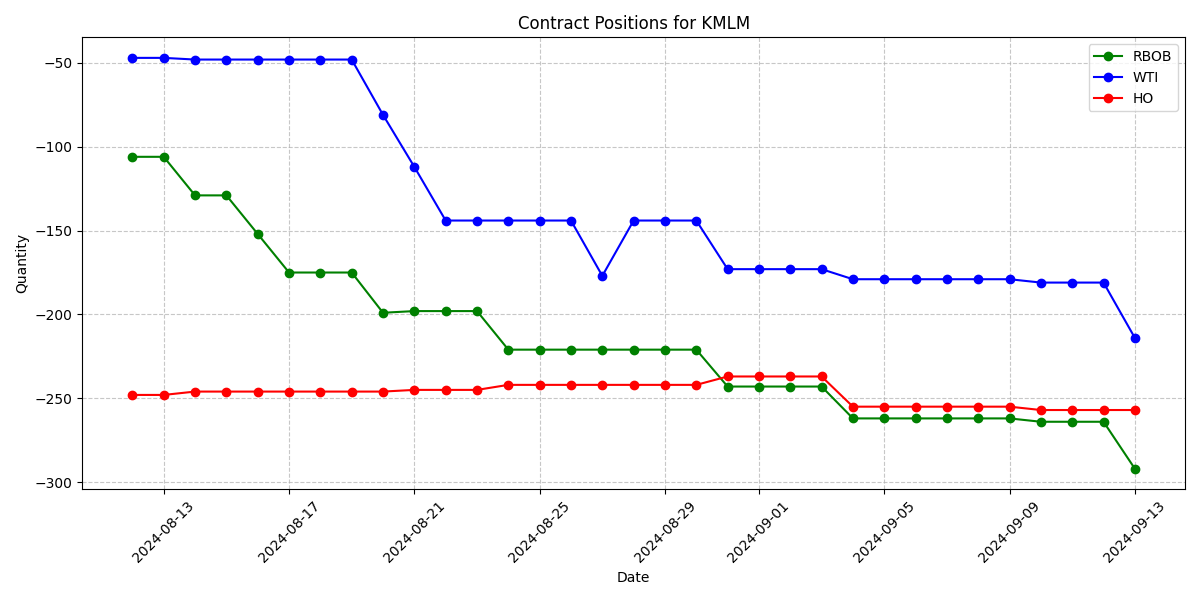 Contract Positions for KMLM
RBOB
WTI
HO
−50
−100
−150
−200
−250
−300
Quantity
2024-08-13
2024-08-17
2024-08-21
2024-08-25
2024-08-29
2024-09-01
2024-09-05
2024-09-09
2024-09-13
Date